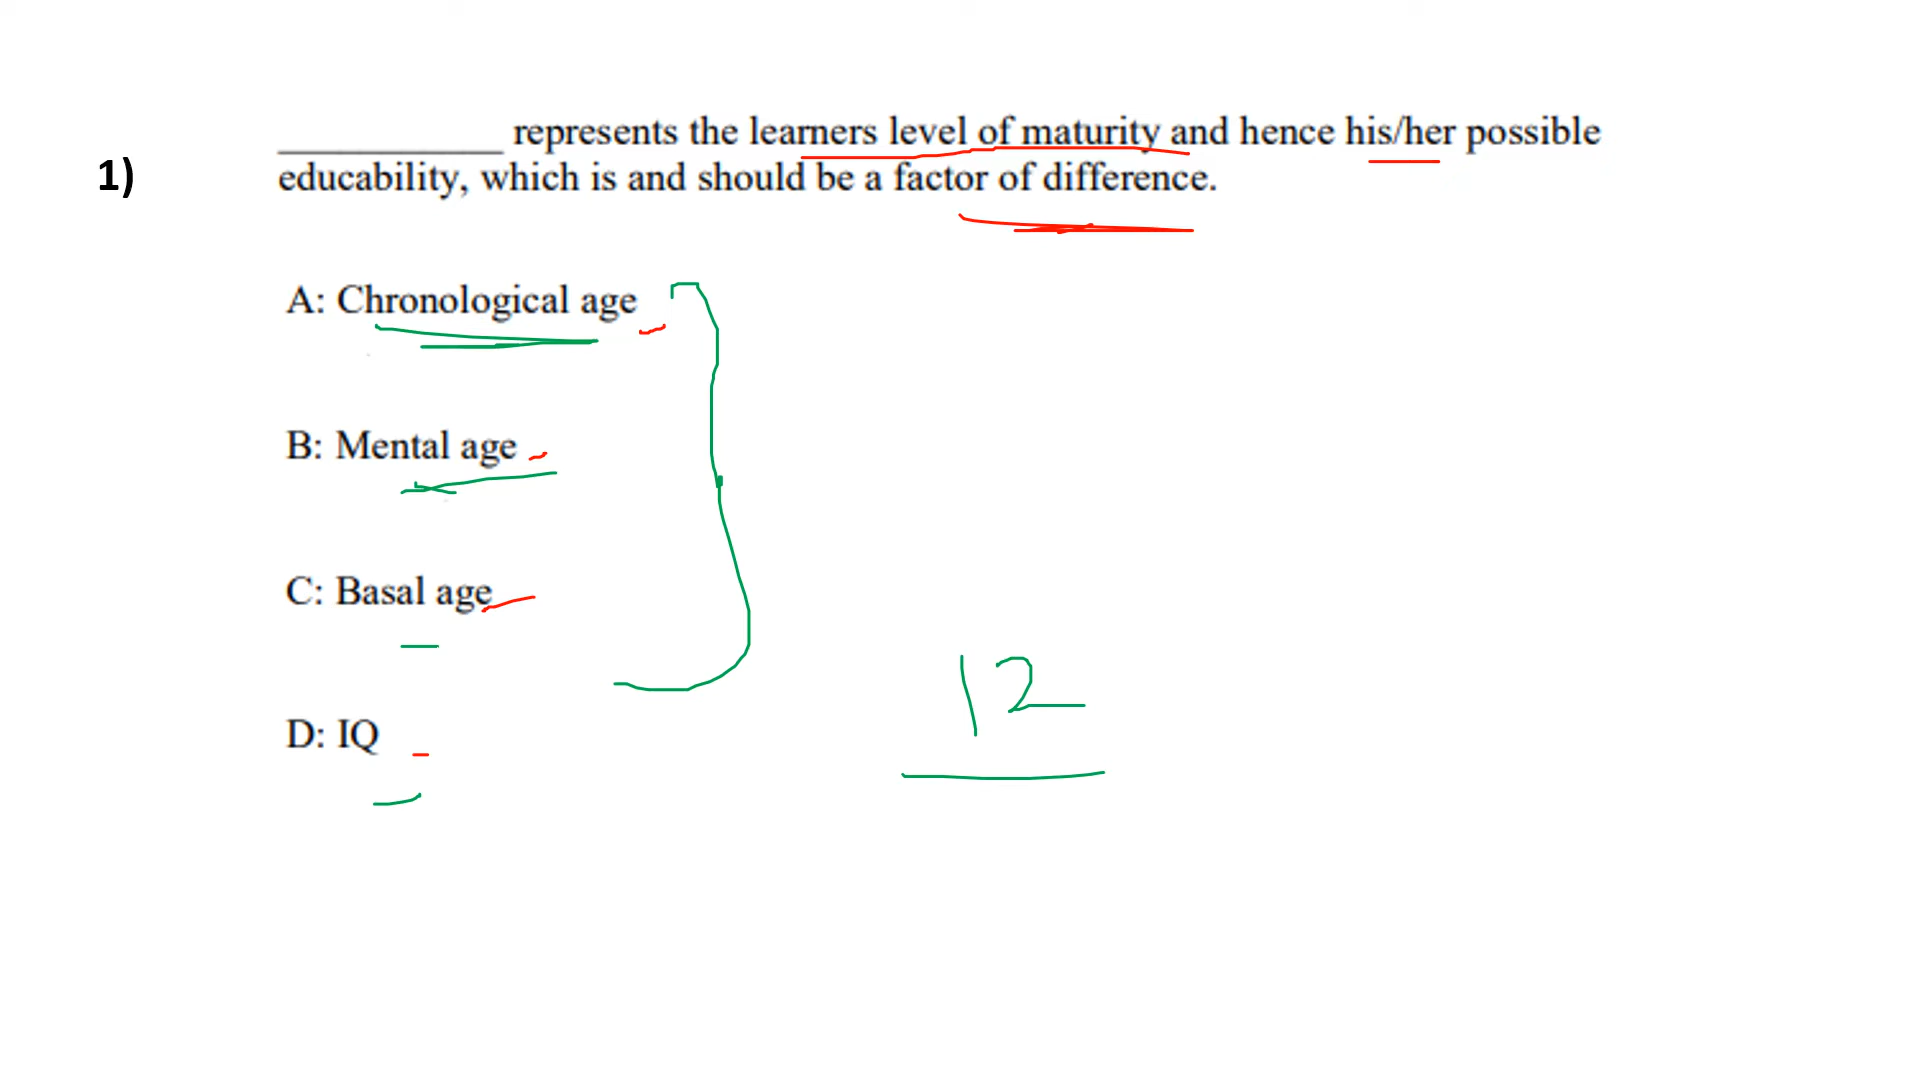 ___________ represents the learners level of maturity and hence his/her possible
1) educability, which is and should be a factor of difference.
A: Chronological age
B: Mental age
C: Basal age
12
D: IQ